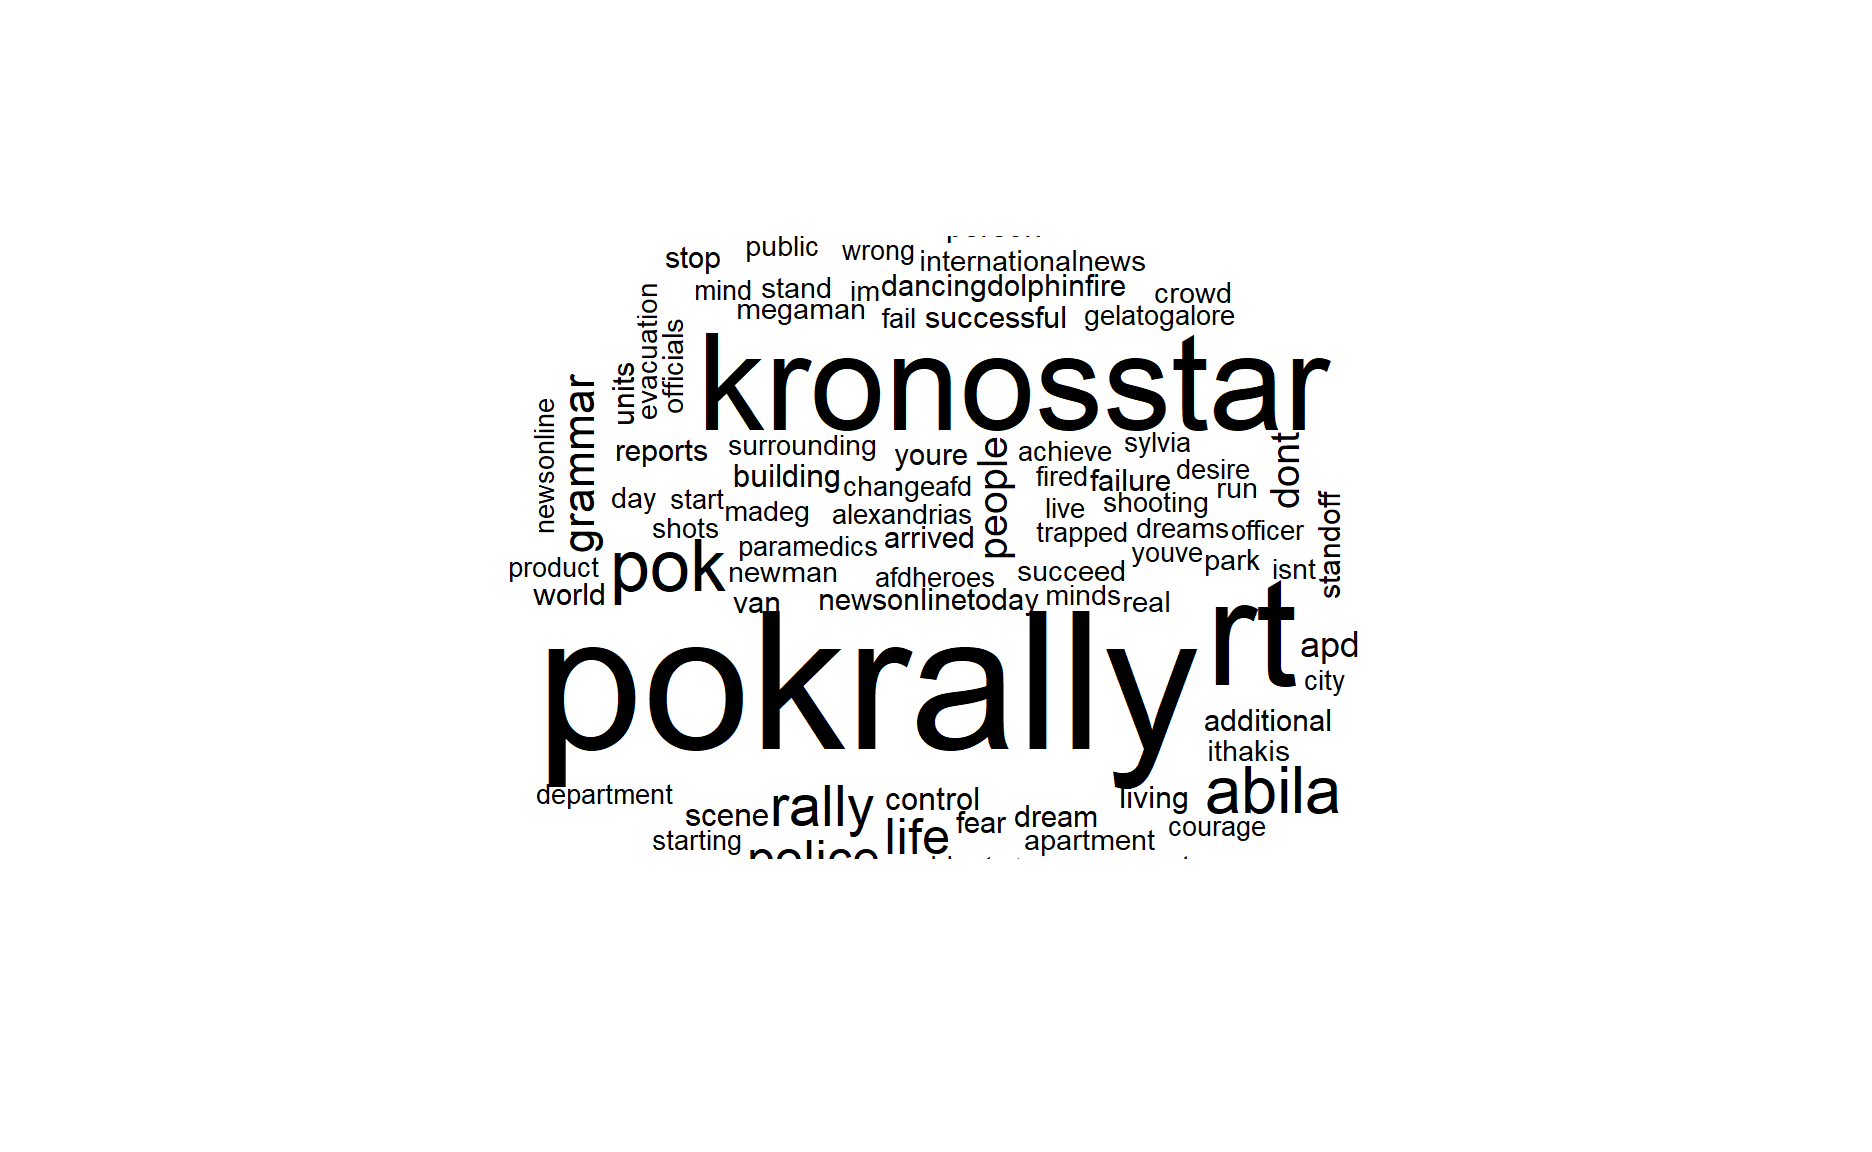 stop public wrong
internationalnews
mind stand im dancingdolphinfire crowd
megaman fail successful gelatogalore
evacuation
officials
units
kronosstar
newsonline
grammar
reports surrounding youre people achieve sylvia dont
building changeafd fired failure desire run
day start madeg alexandrias live shooting
standoff
shots paramedics arrived trapped dreams officer
product pok newman afdheroes succeed youve park isnt
world van newsonlinetoday minds real
pokrally rt apd
city
additional
ithakis
department scene rally control living abila
starting police life fear dream apartment courage